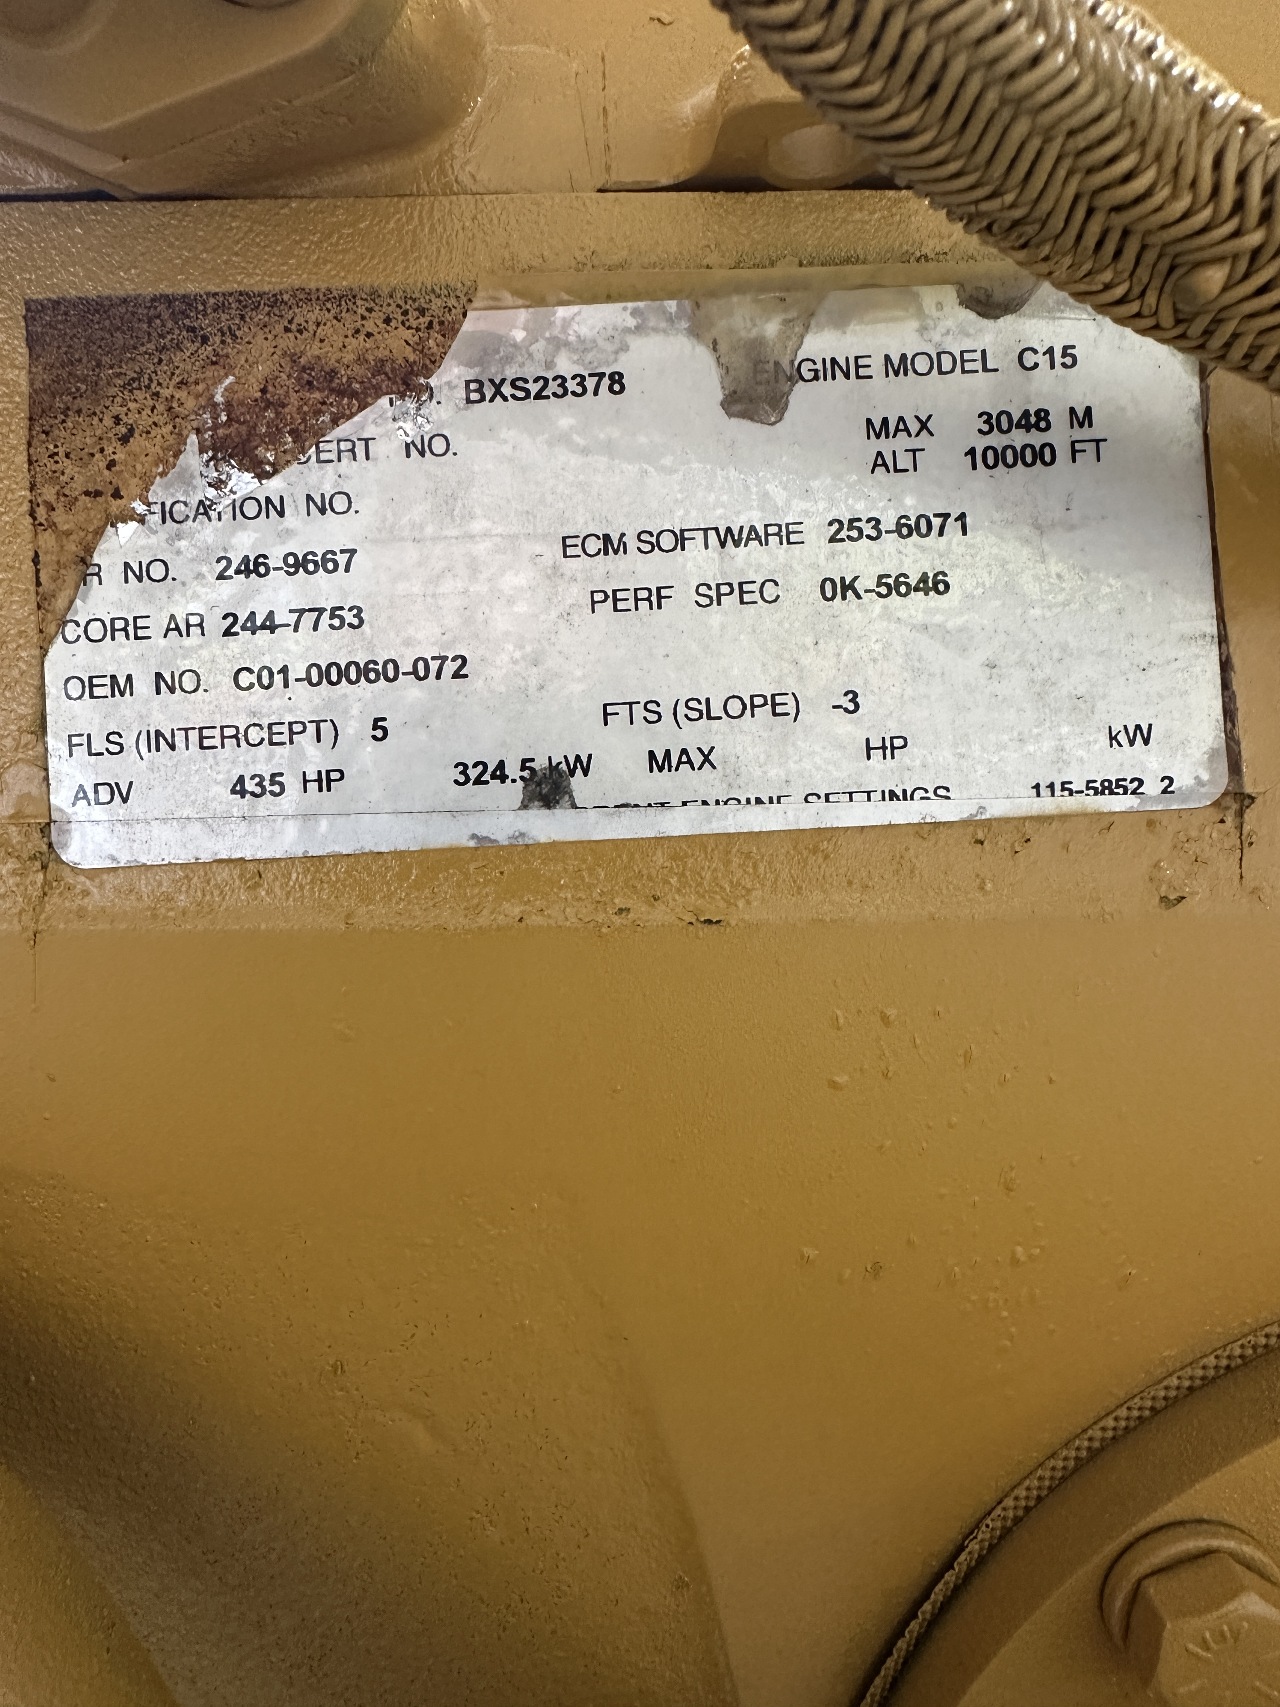 BXS23378 ENGINE MODEL C15
CERT NO. MAX 3048 M
ALT 10000 FT
FICATION NO.
R NO. 246-9667 ECM SOFTWARE 253-6071
CORE AR 244-7753 PERF SPEC 0K-5646
OEM NO. C01-00060-072
FLS (INTERCEPT) 5 FTS (SLOPE) -3
ADV 435 HP 324.5 kW MAX HP kW
ENGINE SETTINGS 115-5852 2